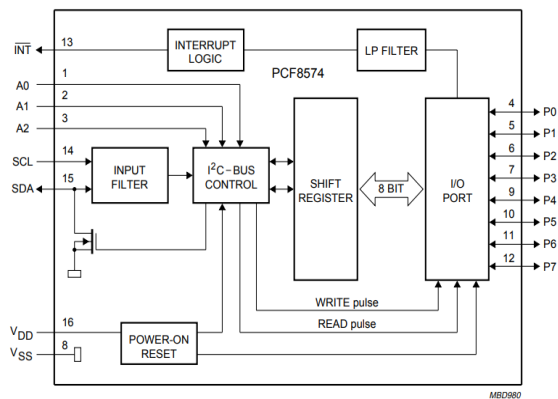 INT
13
INTERRUPT
LOGIC
LP FILTER
PCF8574
A0
1
A1
2
A2
3
SCL
14
SDA
15
INPUT
FILTER
I²C-BUS
CONTROL
SHIFT
REGISTER
8 BIT
I/O
PORT
4
P0
5
P1
6
P2
7
P3
9
P4
10
P5
11
P6
12
P7
WRITE pulse
READ pulse
VDD
16
VSS
8
POWER-ON
RESET
MBD980